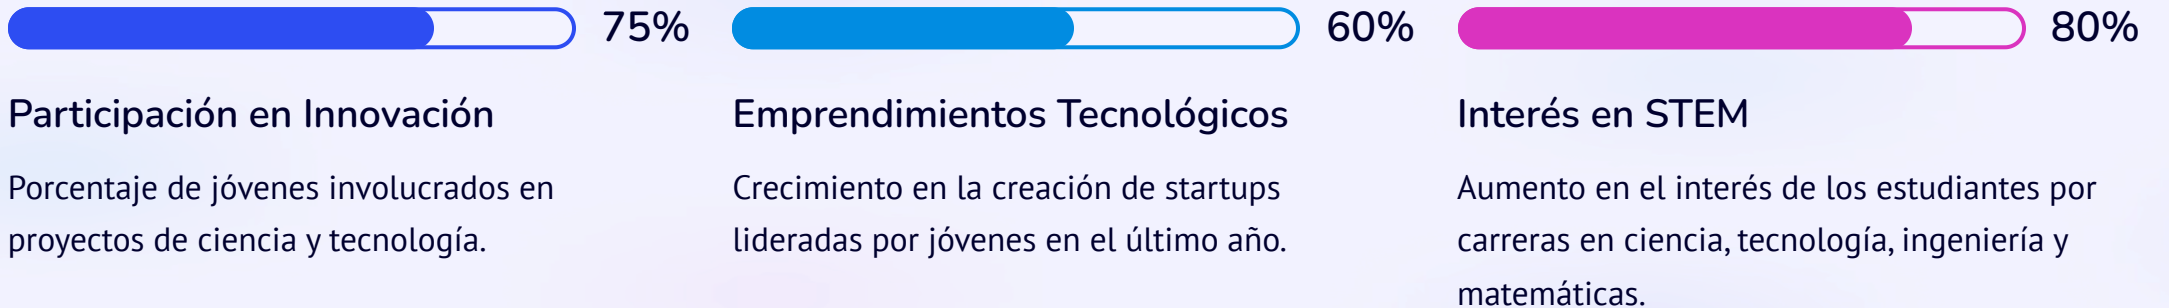 75%
Participación en Innovación
Porcentaje de jóvenes involucrados en
proyectos de ciencia y tecnología.
60%
Emprendimientos Tecnológicos
Crecimiento en la creación de startups
lideradas por jóvenes en el último año.
80%
Interés en STEM
Aumento en el interés de los estudiantes por
carreras en ciencia, tecnología, ingeniería y
matemáticas.